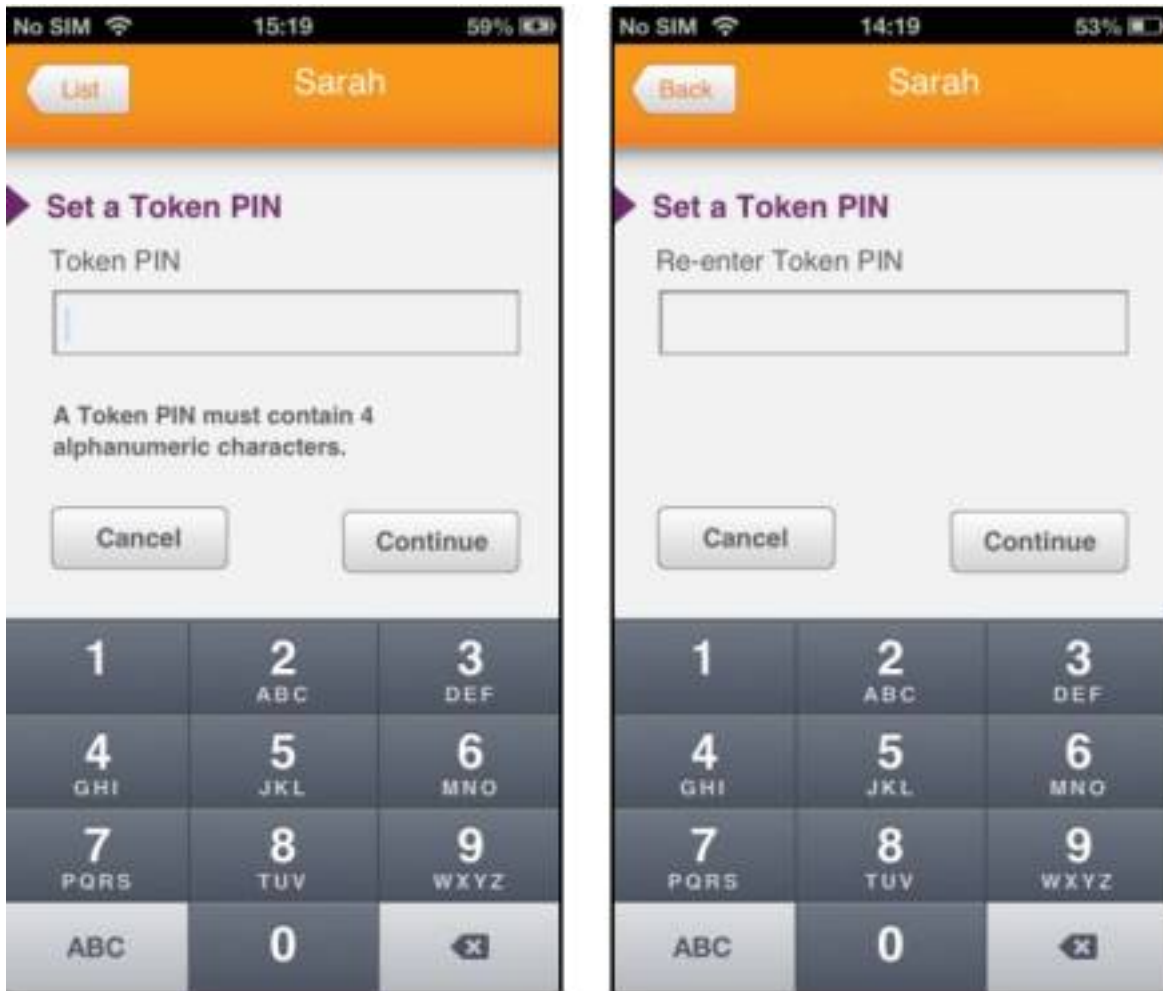 No SIM 15:19 59%
List Sarah
Set a Token PIN
Token PIN
A Token PIN must contain 4
alphanumeric characters.
Cancel Continue
1 2 3
ABC DEF
4 5 6
GHI JKL MNO
7 8 9
PQRS TUV WXYZ
ABC 0
No SIM 14:19 53%
Back Sarah
Set a Token PIN
Re-enter Token PIN
Cancel Continue
1 2 3
ABC DEF
4 5 6
GHI JKL MNO
7 8 9
PQRS TUV WXYZ
ABC 0